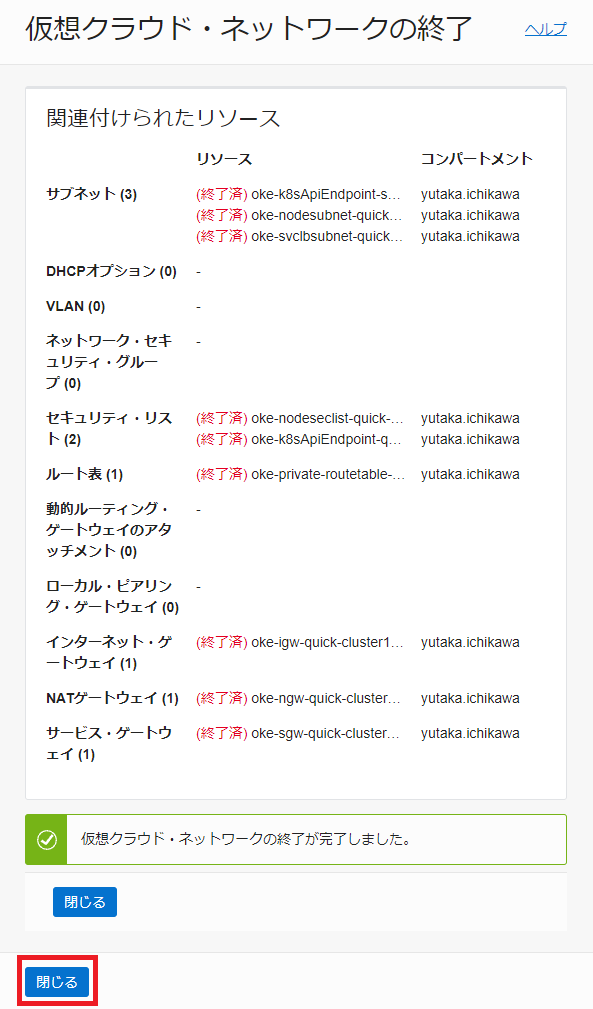 仮想クラウド・ネットワークの終了 ヘルプ
関連付けられたリソース
リソース コンパートメント
サブネット (3) (終了済) oke-k8sApiEndpoint-s… yutaka.ichikawa
(終了済) oke-nodesubnet-quick… yutaka.ichikawa
(終了済) oke-svclbsubnet-quick… yutaka.ichikawa
DHCPオプション (0) -
VLAN (0) -
ネットワーク・セキ -
ュリティ・グルー
プ (0)
セキュリティ・リス (終了済) oke-nodeseclist-quick-… yutaka.ichikawa
ト (2) (終了済) oke-k8sApiEndpoint-q… yutaka.ichikawa
ルート表 (1) (終了済) oke-private-routetable-… yutaka.ichikawa
動的ルーティング・ -
ゲートウェイのアタ
ッチメント (0)
ローカル・ピアリン -
グ・ゲートウェイ (0)
インターネット・ゲ (終了済) oke-igw-quick-cluster1… yutaka.ichikawa
ートウェイ (1)
NATゲートウェイ (1) (終了済) oke-ngw-quick-cluster… yutaka.ichikawa
サービス・ゲートウ (終了済) oke-sgw-quick-cluster… yutaka.ichikawa
ェイ (1)
仮想クラウド・ネットワークの終了が完了しました。
閉じる
閉じる